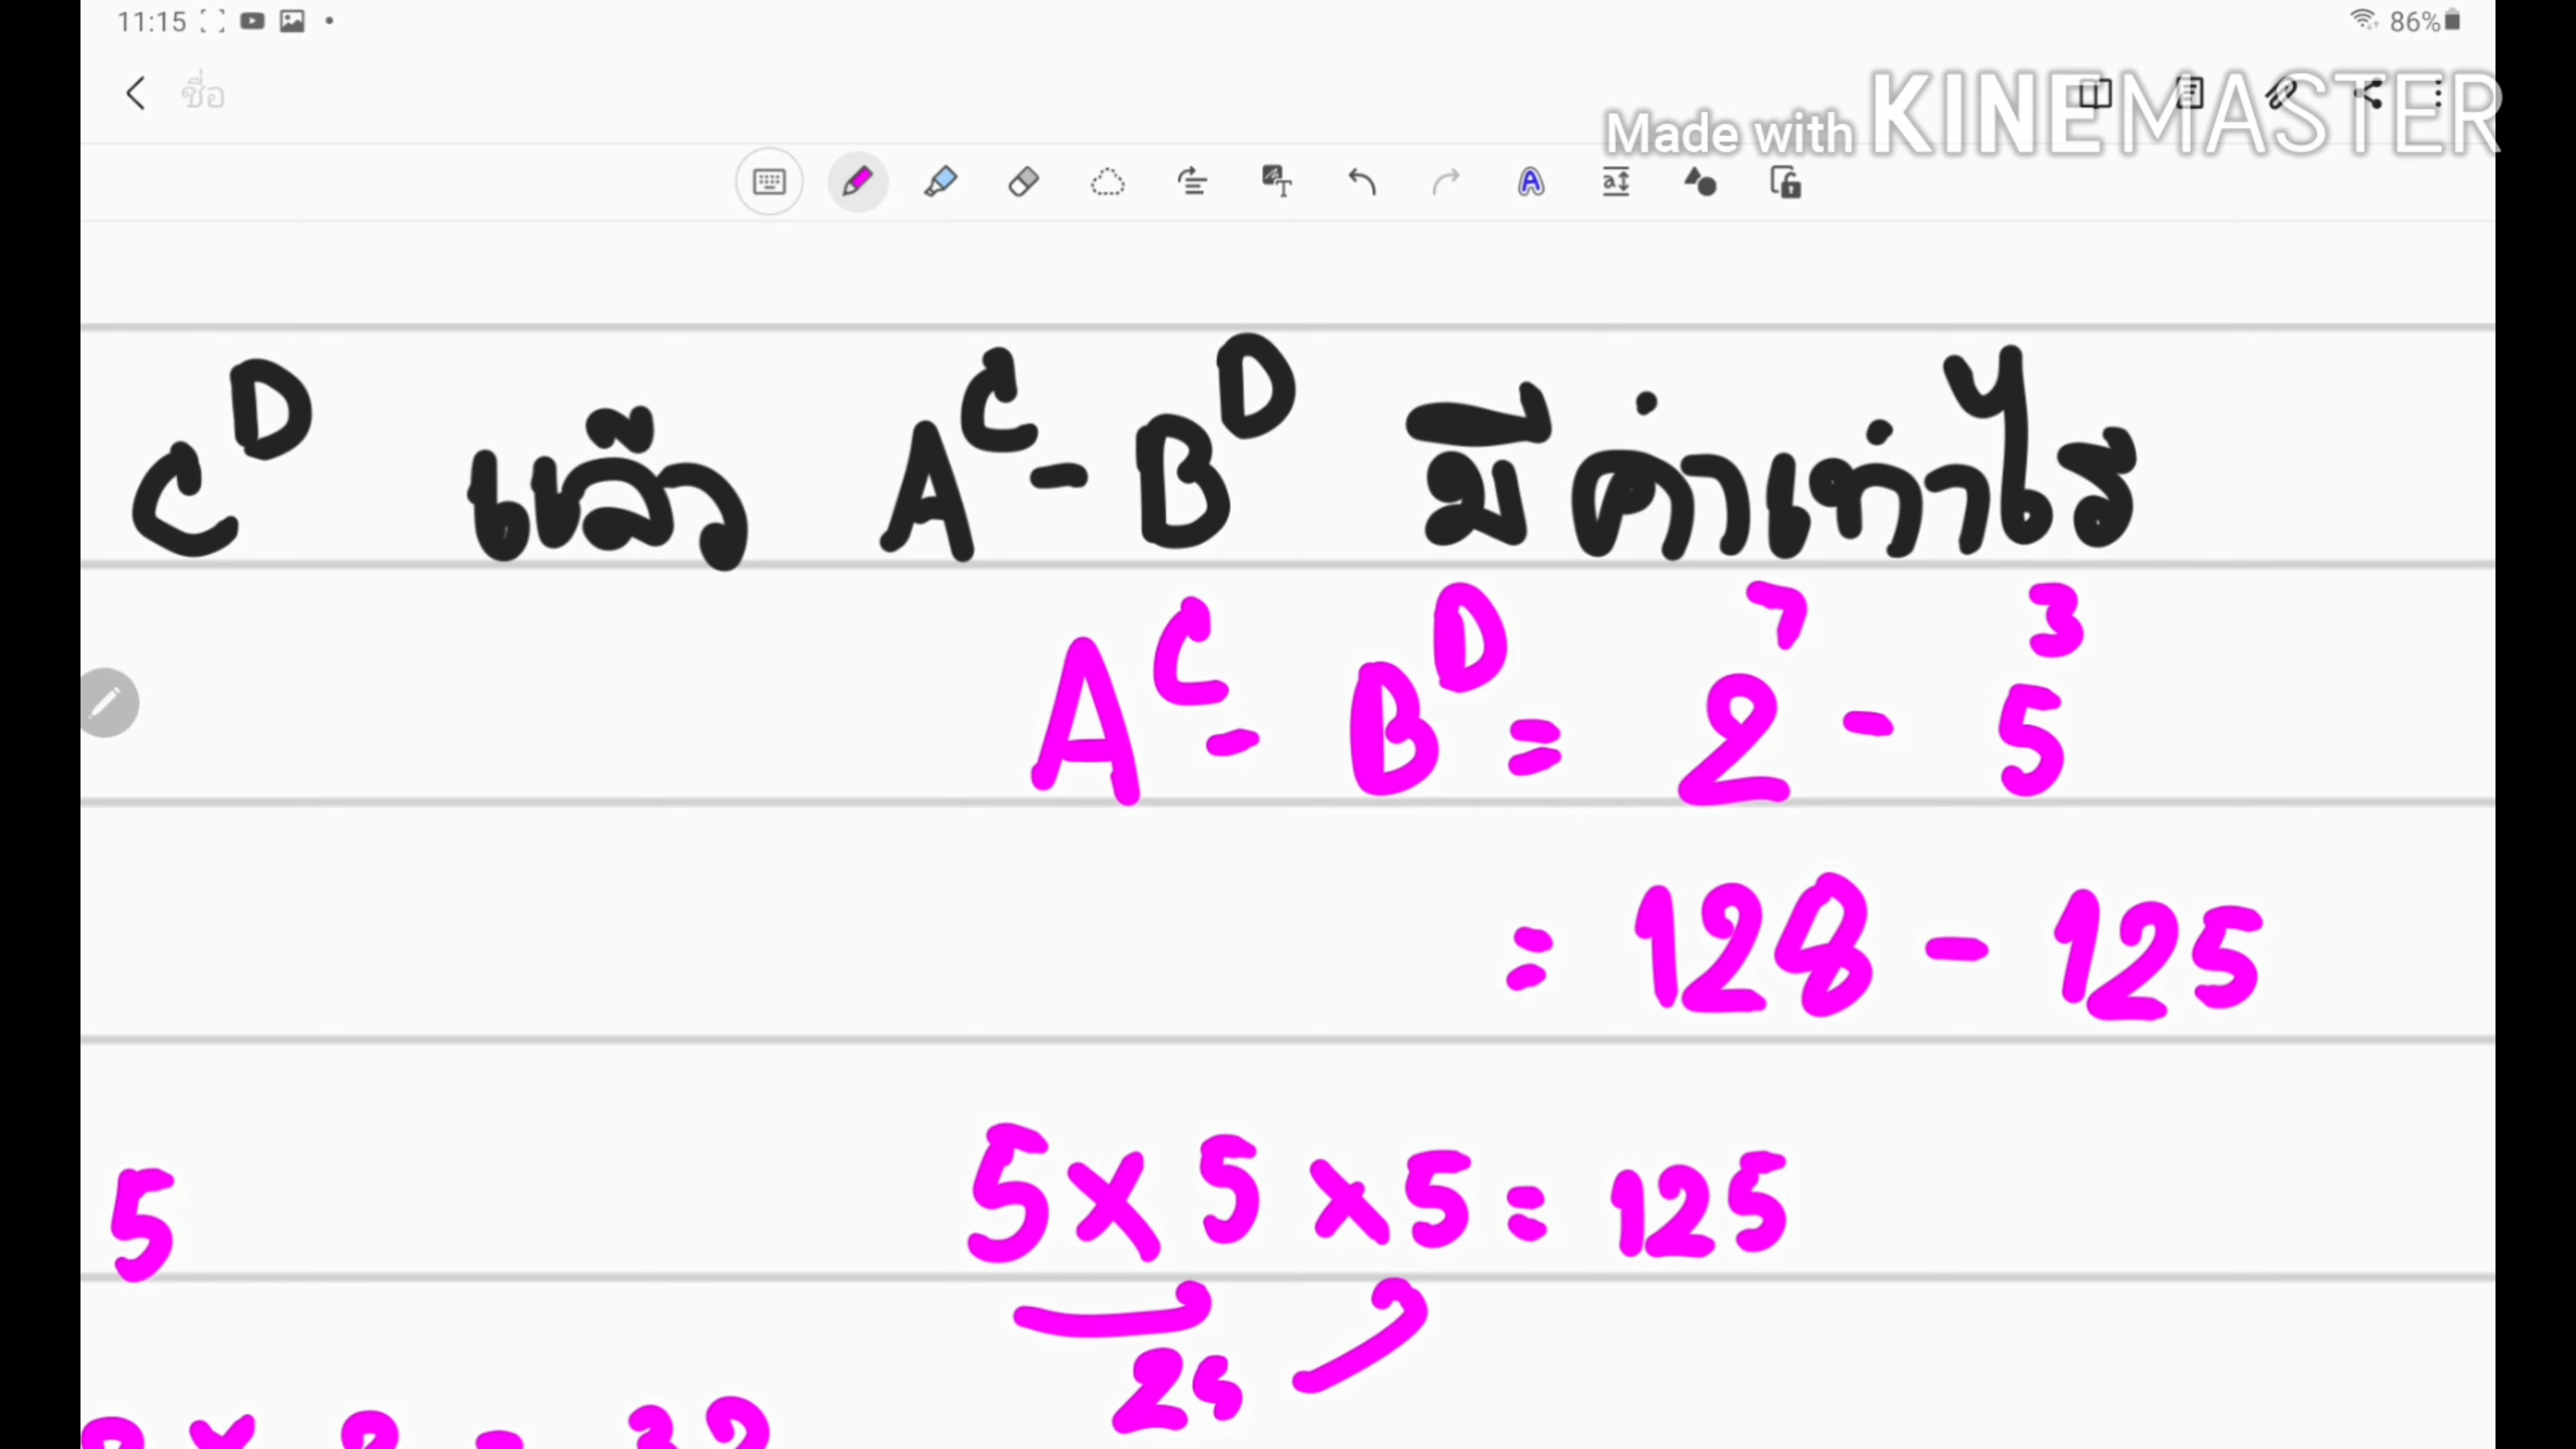 11:15 86%
ชื่อ
Made with KINEMASTER
C^D แล้ว A^C - B^D มีค่าเท่าไร
A^C - B^D = 2^7 - 5^3
= 128 - 125
5 5 x 5 x 5 = 125
25